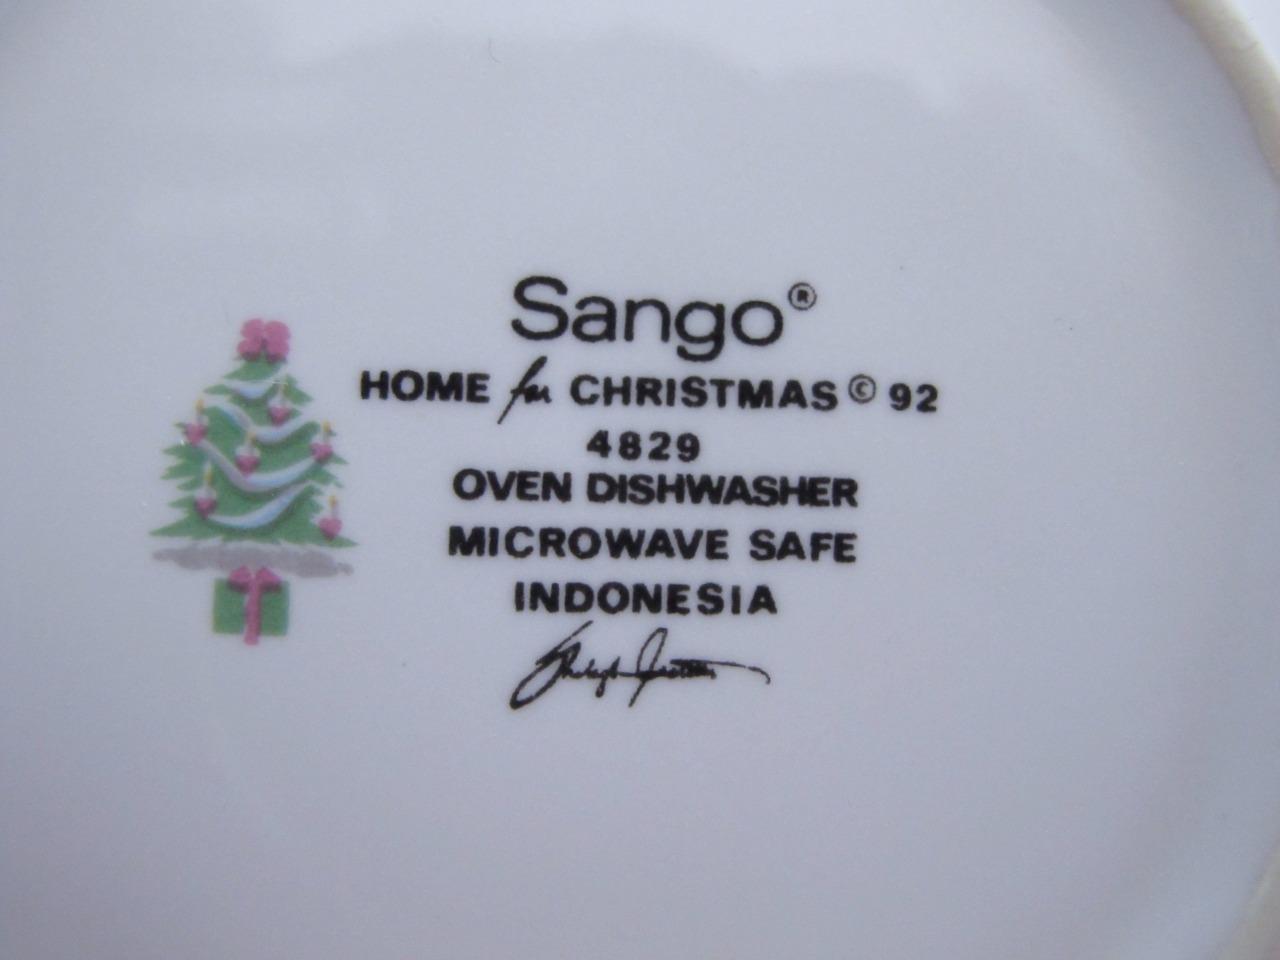 Sango®
HOME for CHRISTMAS © 92
4829
OVEN DISHWASHER
MICROWAVE SAFE
INDONESIA